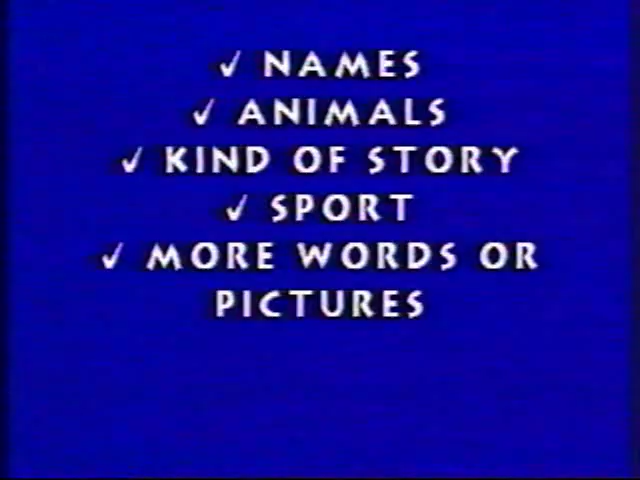 ✓ NAMES
✓ ANIMALS
✓ KIND OF STORY
✓ SPORT
✓ MORE WORDS OR
PICTURES